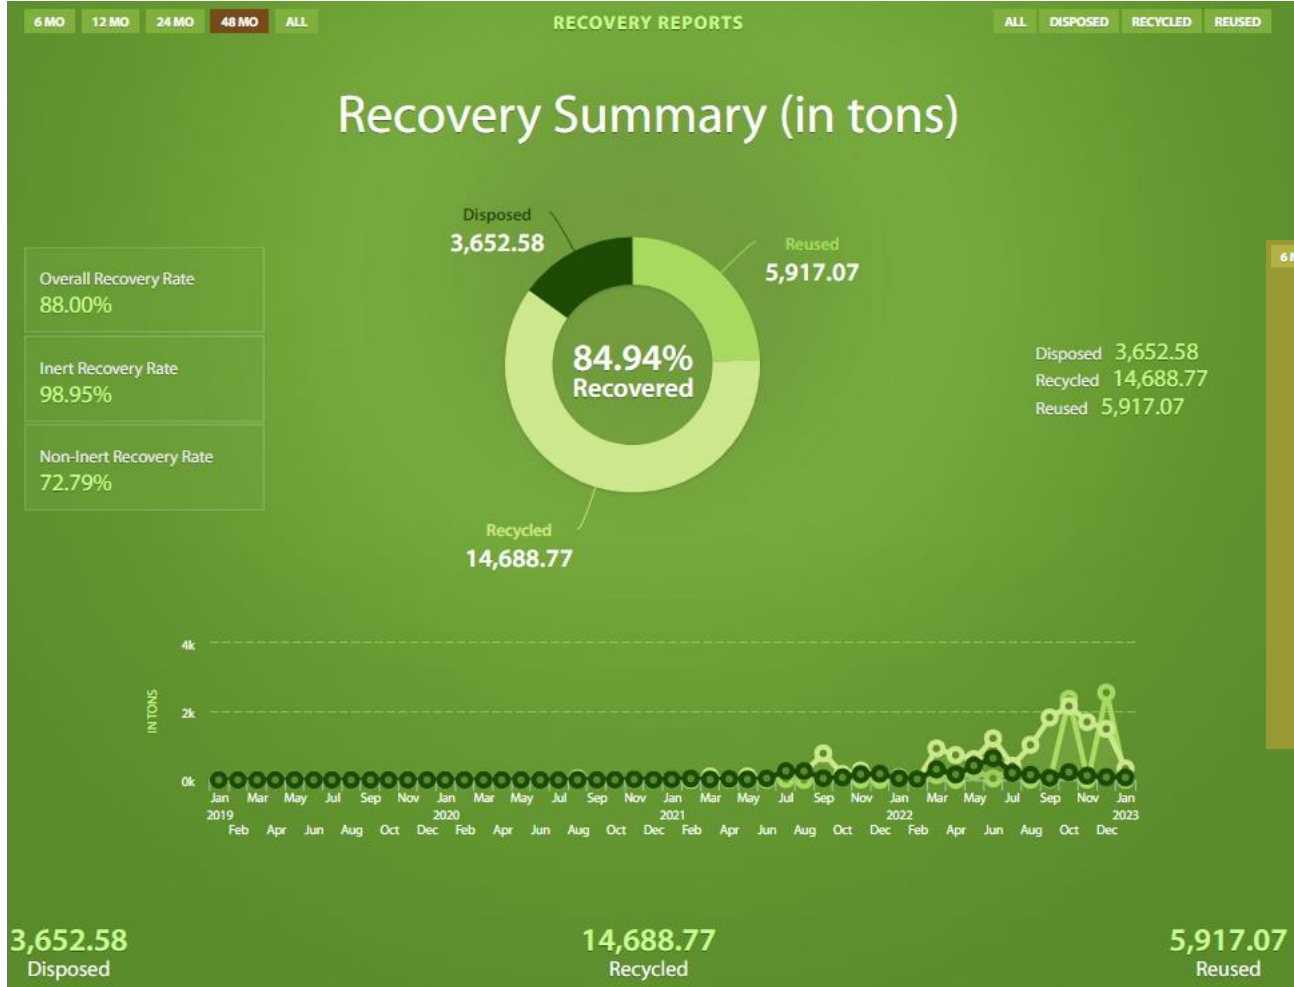 6 MO 12 MO 24 MO 48 MO ALL
RECOVERY REPORTS
ALL DISPOSED RECYCLED REUSED
Recovery Summary (in tons)
Disposed
3,652.58
Reused
5,917.07
84.94%
Recovered
Recycled
14,688.77
Overall Recovery Rate
88.00%
Inert Recovery Rate
98.95%
Non-Inert Recovery Rate
72.79%
Disposed 3,652.58
Recycled 14,688.77
Reused 5,917.07
4k
2k
0k
IN TONS
Jan Mar May Jul Sep Nov Jan Mar May Jul Sep Nov Jan Mar May Jul Sep Nov Jan Mar May Jul Sep Nov Jan
2019 2020 2021 2022 2023
Feb Apr Jun Aug Oct Dec Feb Apr Jun Aug Oct Dec Feb Apr Jun Aug Oct Dec Feb Apr Jun Aug Oct Dec
3,652.58
Disposed
14,688.77
Recycled
5,917.07
Reused